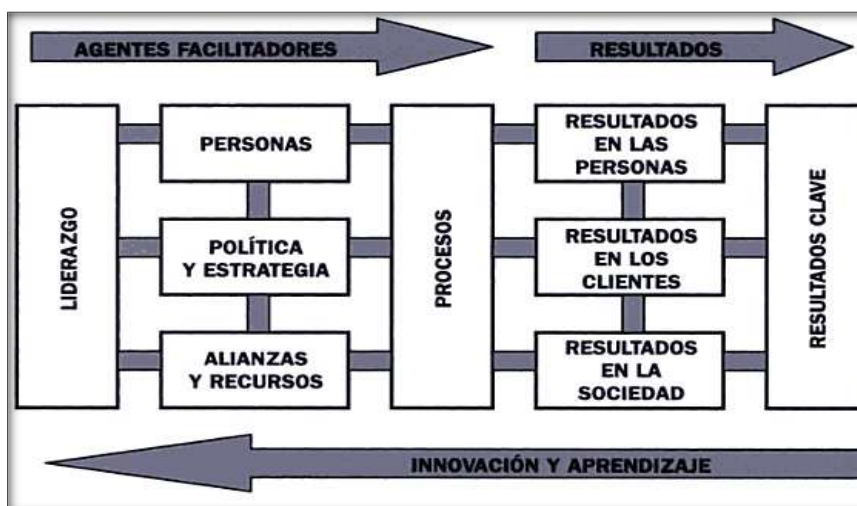 AGENTES FACILITADORES
RESULTADOS
LIDERAZGO
PERSONAS
POLÍTICA
Y ESTRATEGIA
ALIANZAS
Y RECURSOS
PROCESOS
RESULTADOS
EN LAS
PERSONAS
RESULTADOS
EN LOS
CLIENTES
RESULTADOS
EN LA
SOCIEDAD
RESULTADOS CLAVE
INNOVACIÓN Y APRENDIZAJE